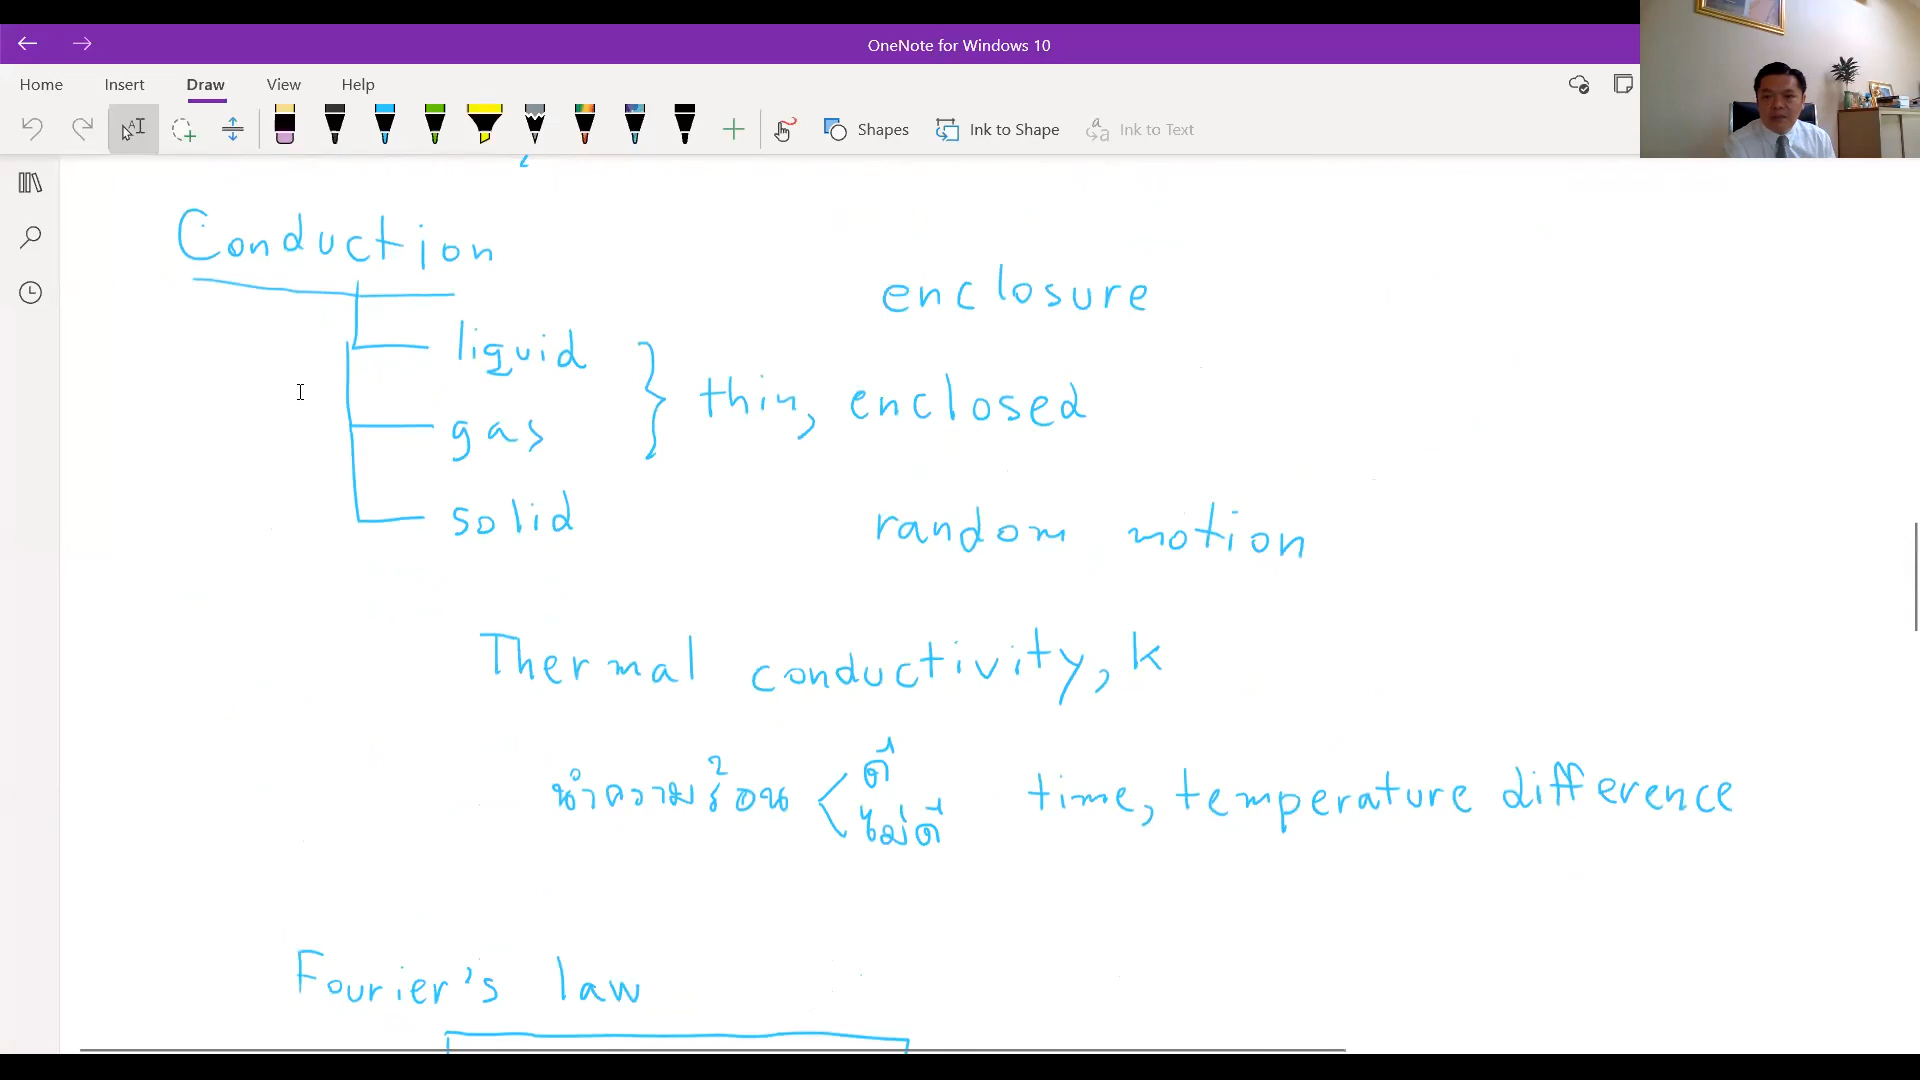 OneNote for Windows 10
Home Insert Draw View Help
Shapes Ink to Shape Ink to Text
Conduction
enclosure
liquid
thin, enclosed
gas
solid
random motion
Thermal conductivity, k
นำความร้อน ดี time, temperature difference
ไม่ดี
Fourier's law